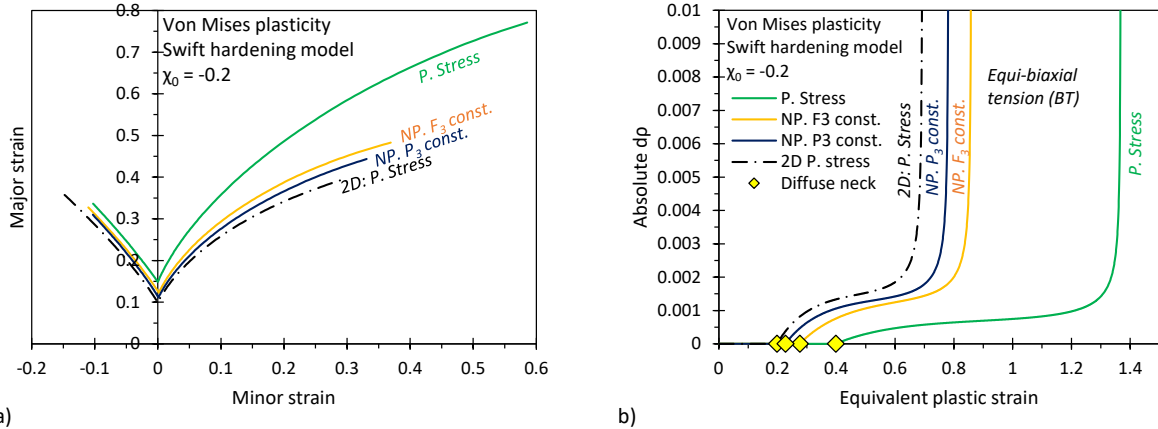 Von Mises plasticity
Swift hardening model
χ0 = -0.2
P. Stress
NP. F3 const.
NP. P3 const.
2D: P. Stress
Major strain
0.8
0.7
0.6
0.5
0.4
0.3
0.2
0.1
0
-0.2
-0.1
0
0.1
0.2
0.3
0.4
0.5
0.6
Minor strain
a)
Von Mises plasticity
Swift hardening model
χ0 = -0.2
P. Stress
NP. F3 const.
NP. P3 const.
2D P. stress
Diffuse neck
2D: P. Stress
NP. P3 const.
NP. F3 const.
Equi-biaxial
tension (BT)
P. Stress
Absolute dρ
0.01
0.009
0.008
0.007
0.006
0.005
0.004
0.003
0.002
0.001
0
0
0.2
0.4
0.6
0.8
1
1.2
1.4
Equivalent plastic strain
b)